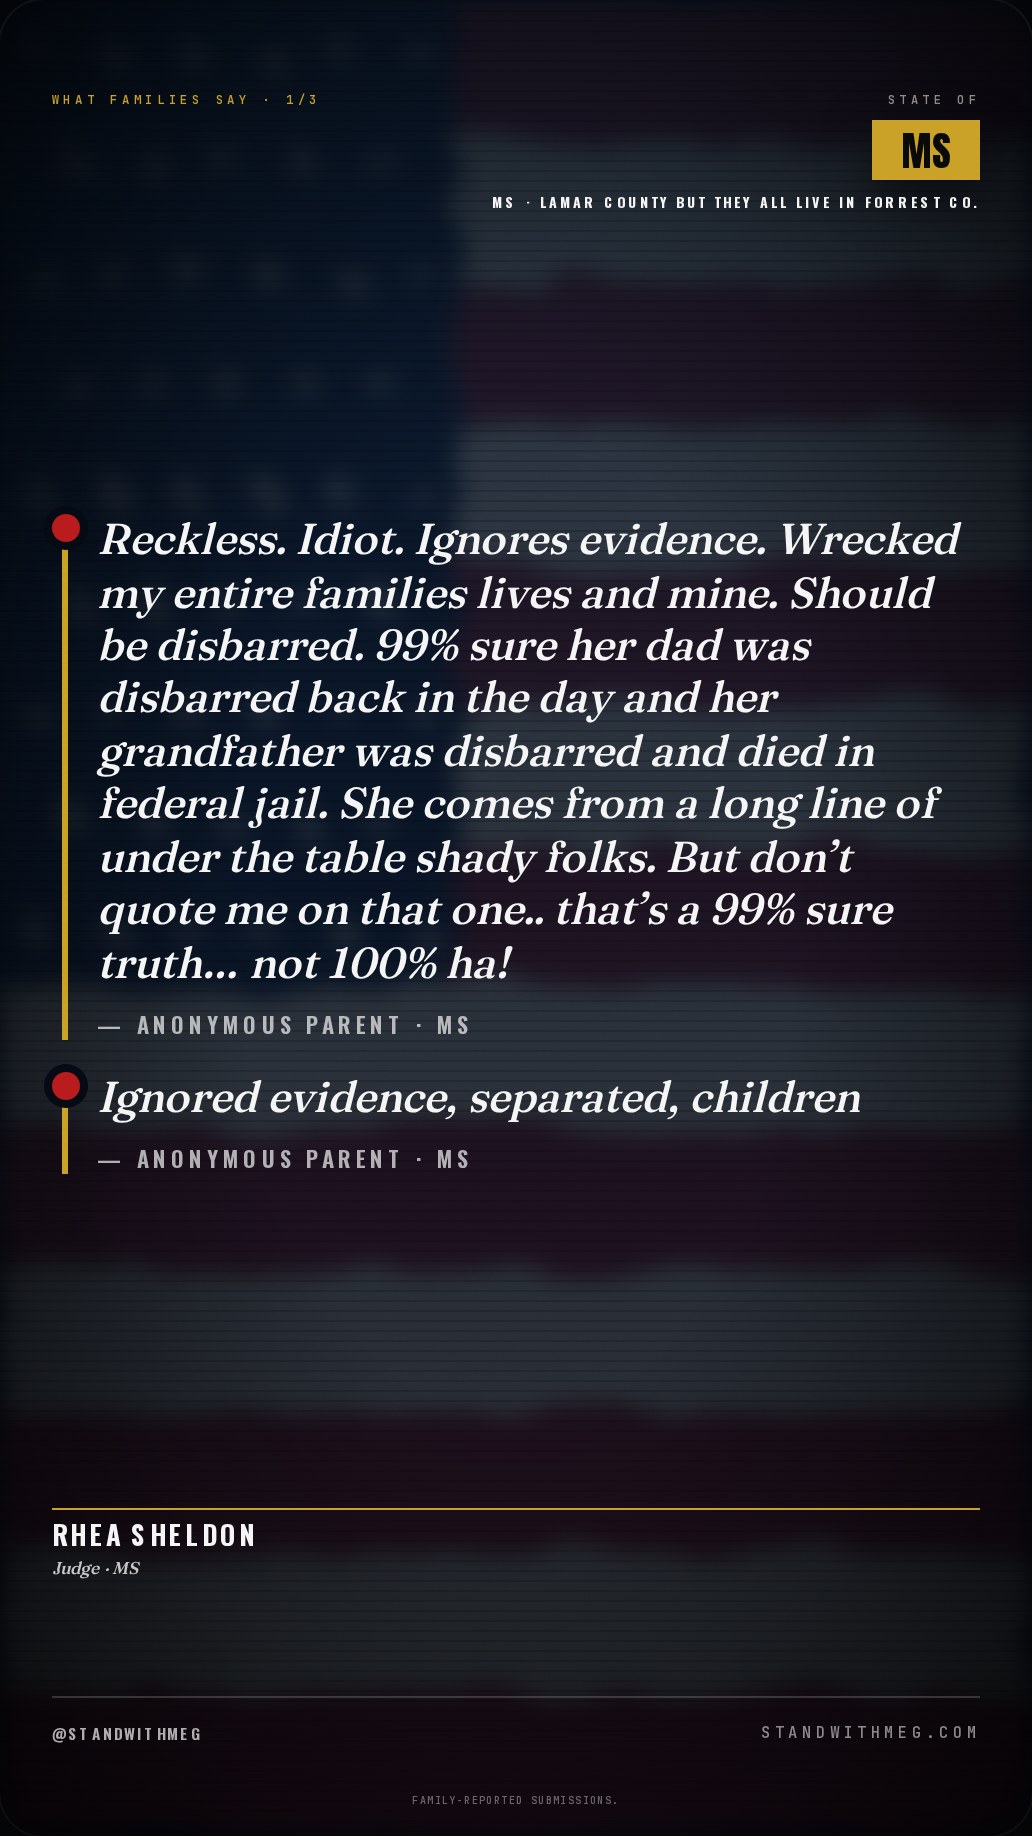 WHAT FAMILIES SAY · 1/3
STATE OF
MS
MS · LAMAR COUNTY BUT THEY ALL LIVE IN FORREST CO.
Reckless. Idiot. Ignores evidence. Wrecked
my entire families lives and mine. Should
be disbarred. 99% sure her dad was
disbarred back in the day and her
grandfather was disbarred and died in
federal jail. She comes from a long line of
under the table shady folks. But don’t
quote me on that one.. that’s a 99% sure
truth... not 100% ha!
— ANONYMOUS PARENT · MS
Ignored evidence, separated, children
— ANONYMOUS PARENT · MS
RHEA SHELDON
Judge · MS
@STANDWITHMEG
STANDWITHMEG.COM
FAMILY-REPORTED SUBMISSIONS.